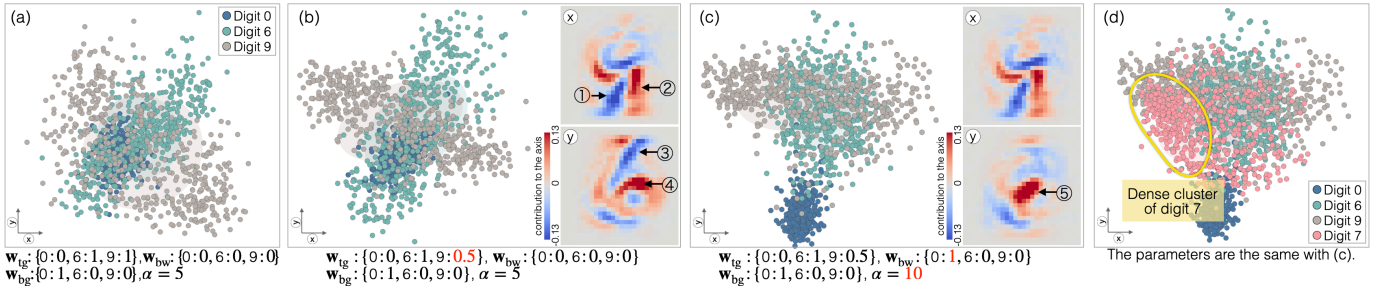 (a)
Digit 0
Digit 6
Digit 9
y
x
w_tg:{0:0,6:1,9:1},w_bw:{0:0,6:0,9:0}
w_bg:{0:1,6:0,9:0},α = 5
(b)
x
①
②
y
③
④
0.13
0
-0.13
contribution to the axis
y
x
w_tg:{0:0,6:1,9:0.5}, w_bw:{0:0,6:0,9:0}
w_bg:{0:1,6:0,9:0}, α = 5
(c)
x
y
⑤
0.13
0
-0.13
contribution to the axis
y
x
w_tg:{0:0,6:1,9:0.5}, w_bw:{0:1,6:0,9:0}
w_bg:{0:1,6:0,9:0}, α = 10
(d)
Dense cluster
of digit 7
Digit 0
Digit 6
Digit 9
Digit 7
y
x
The parameters are the same with (c).